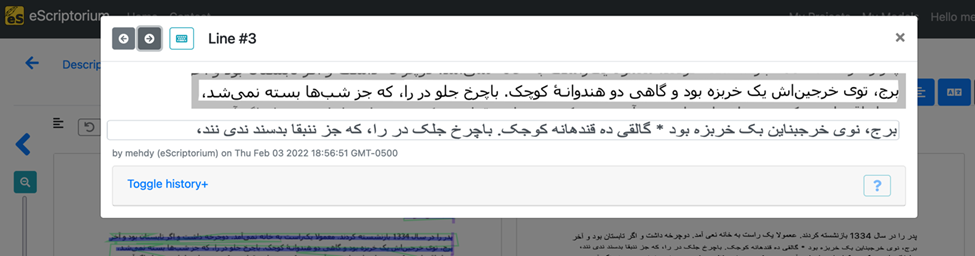 eScriptorium Home Contact My Projects My Models Hello me
Line #3
×
Descrip
برج، توی خرجین‌اش یک خربزه بود و گاهی دو هندوانهٔ کوچک. باچرخ جلو در را، که جز شب‌ها بسته نمی‌شد،
برج، نوی خرجبناین بک خربزه بود * گالقی ده قندهانه کوجک. باچرخ جلک در را، که جز ننبقا بدسند ندی نند،
by mehdy (eScriptorium) on Thu Feb 03 2022 18:56:51 GMT-0500
Toggle history+
?
پدر را در سال 1334 بازنشسته کردند. عمولا یک راست به خانه نمی آمد. دوچرخه داشت و اگر تابستان بود و آخر
برج، نوی خرجبناین بک خربزه بود * گالقی ده قندهانه کوجک. باچرخ جلک در را، که جز ننبقا بدسند ندی نند،